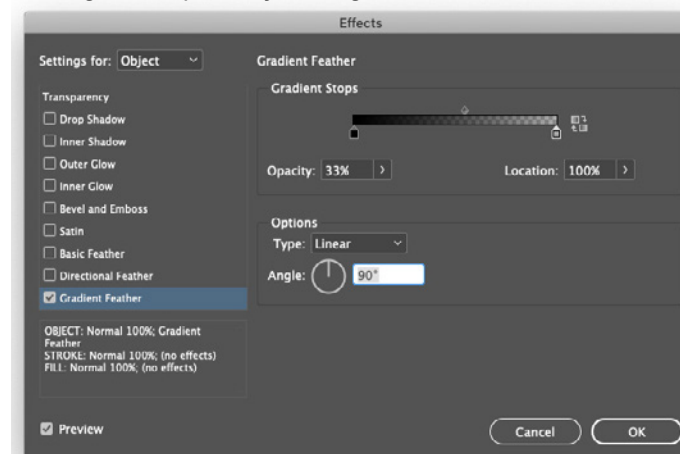 Effects
Settings for: Object
Gradient Feather
Transparency
Drop Shadow
Inner Shadow
Outer Glow
Inner Glow
Bevel and Emboss
Satin
Basic Feather
Directional Feather
Gradient Feather
OBJECT: Normal 100%; Gradient
Feather
STROKE: Normal 100%; (no effects)
FILL: Normal 100%; (no effects)
Gradient Stops
Opacity: 33% Location: 100%
Options
Type: Linear
Angle: 90°
Preview
Cancel OK